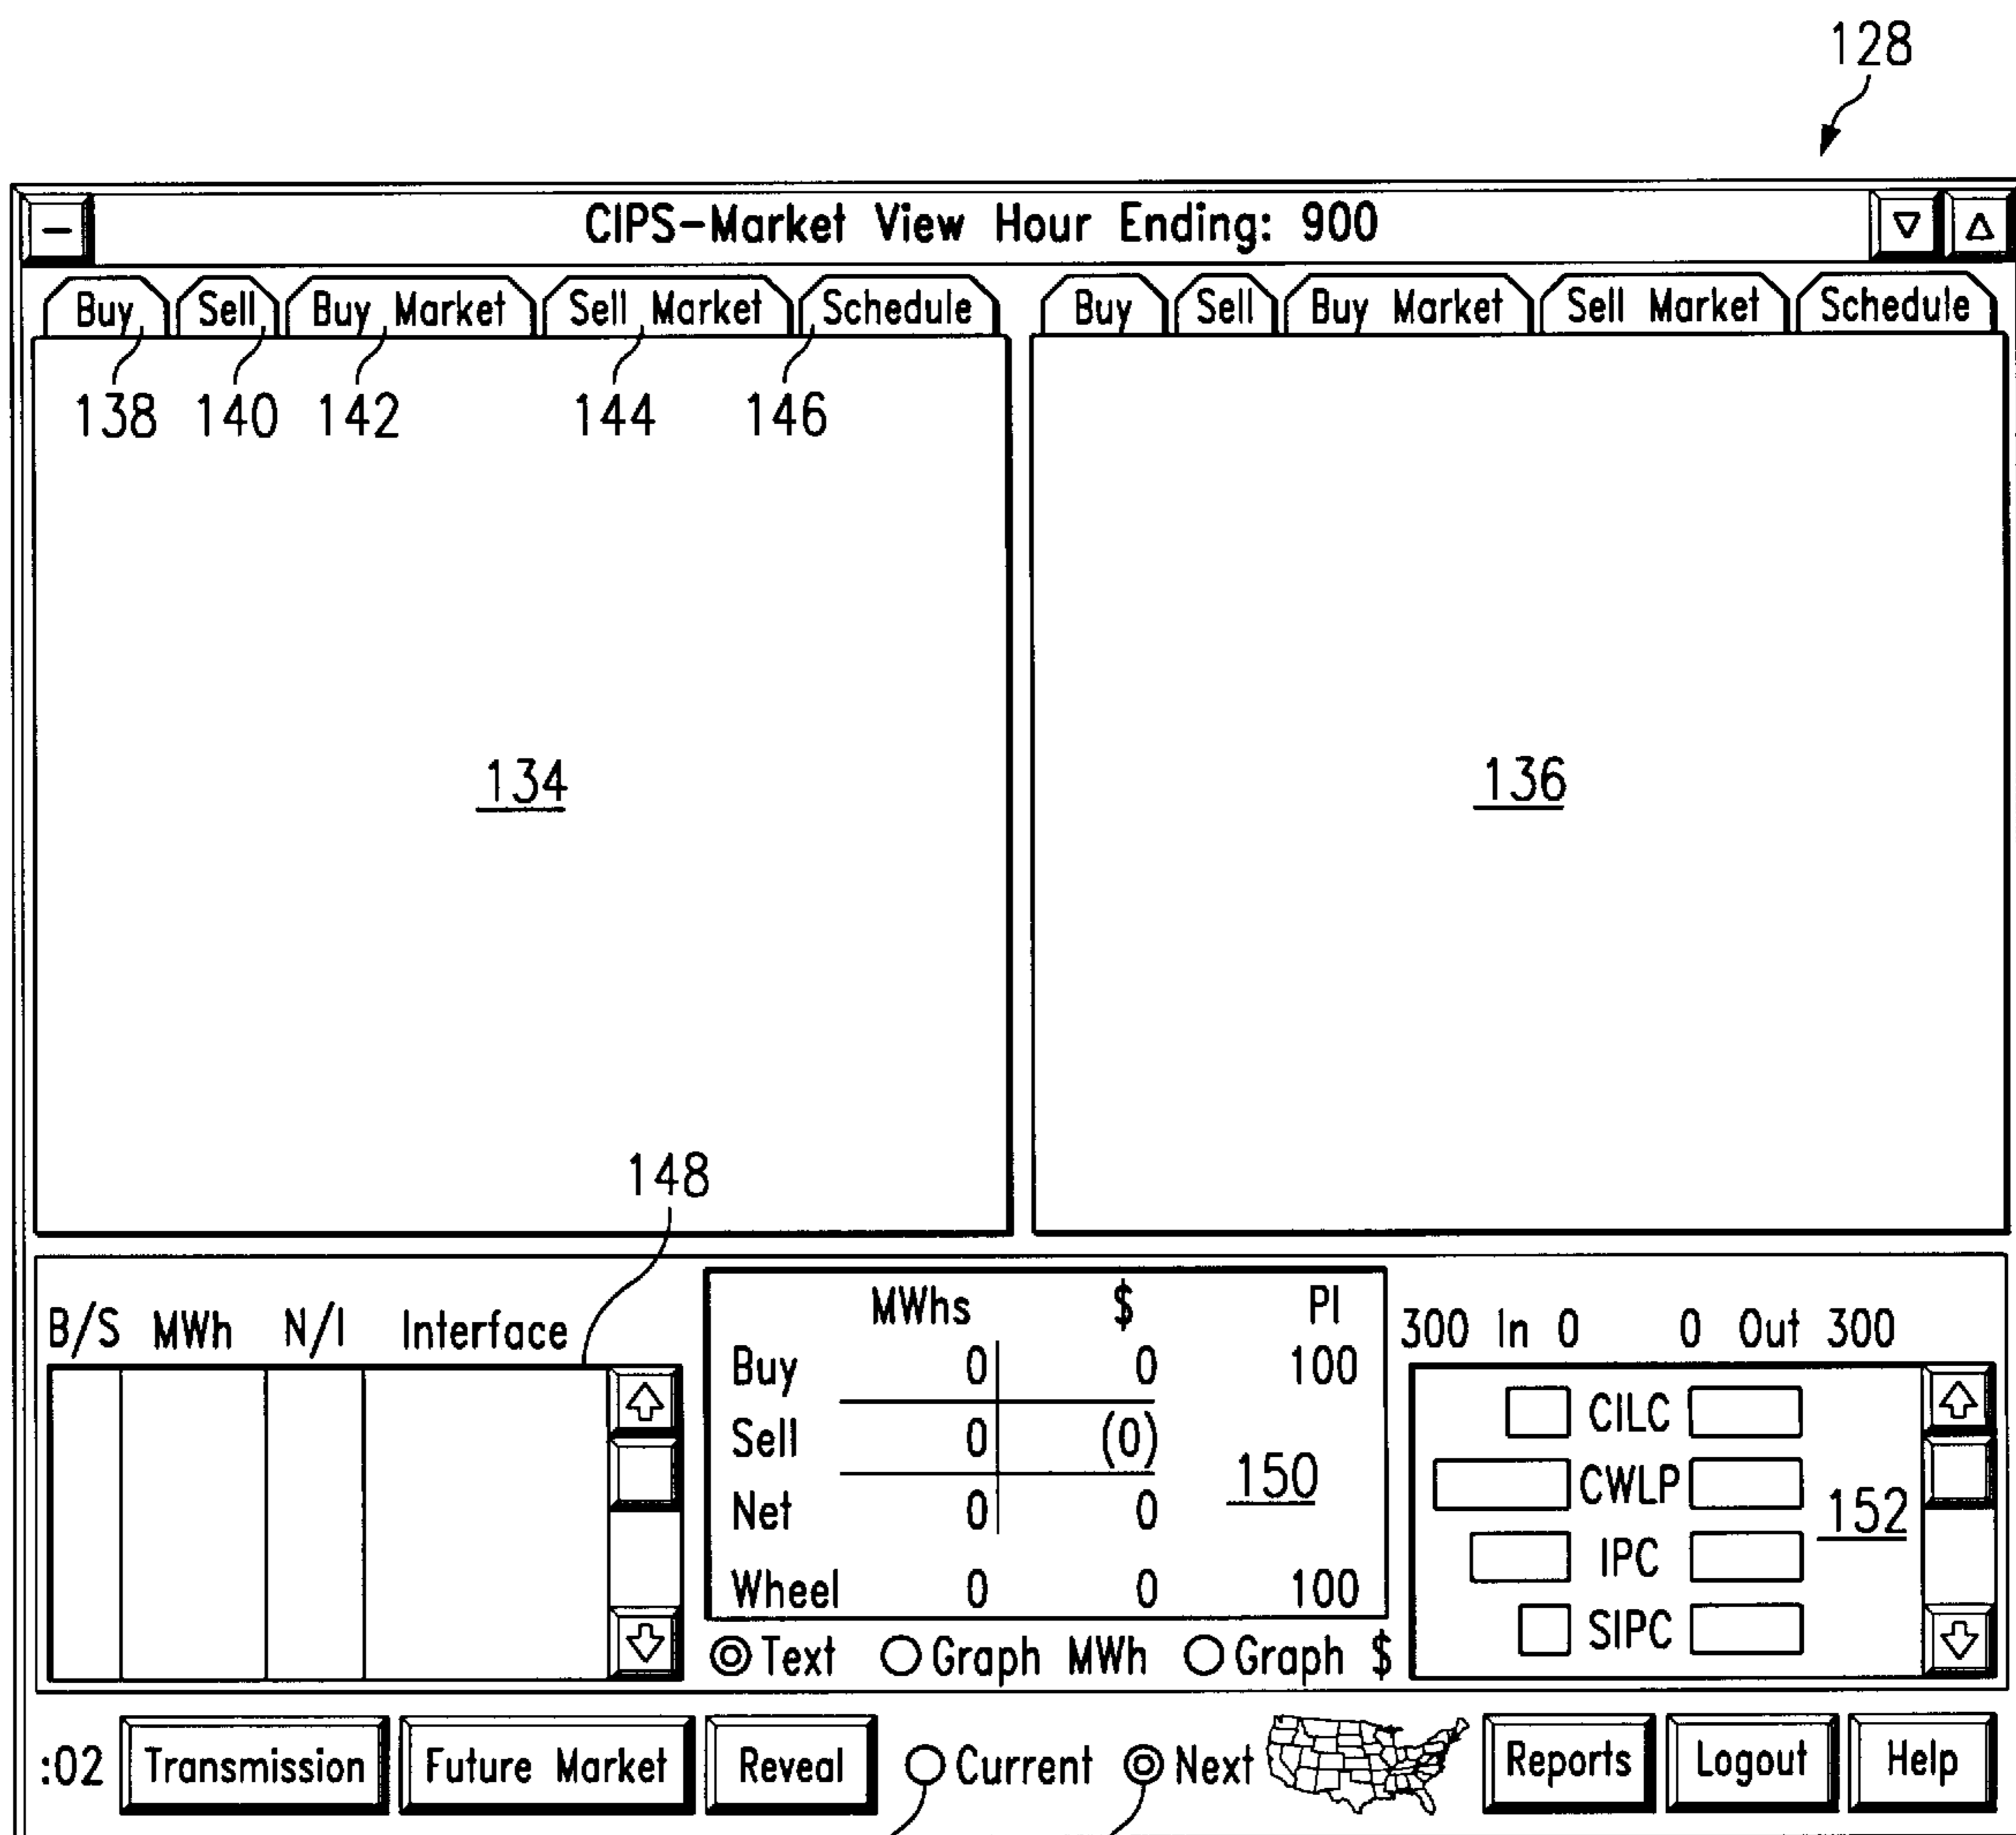 128
CIPS-Market View Hour Ending: 900
Buy Sell Buy Market Sell Market Schedule Buy Sell Buy Market Sell Market Schedule
138 140 142 144 146
134 136
148
B/S MWh N/I Interface
MWhs $ PI
Buy 0 0 100
Sell 0 (0)
Net 0 0
Wheel 0 0 100
150
Text Graph MWh Graph $
300 In 0 0 Out 300
CILC
CWLP
IPC
SIPC
152
:02 Transmission Future Market Reveal Current Next Reports Logout Help